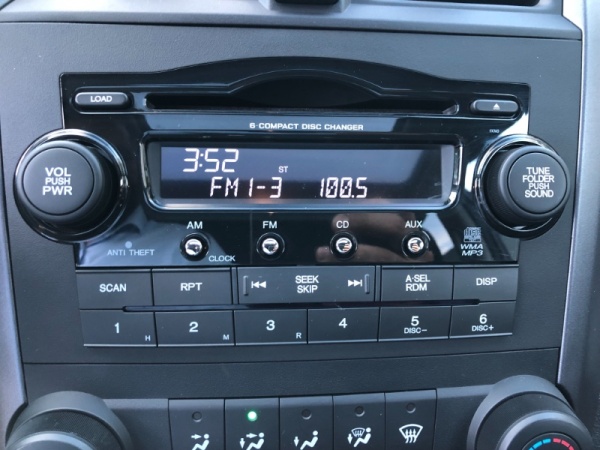 LOAD
6-COMPACT DISC CHANGER
VOL
PUSH
PWR
3:52
ST
FM1-3 100.5
TUNE
FOLDER
PUSH
SOUND
AM FM CD AUX
ANTI THEFT
CLOCK
WMA
MP3
SCAN RPT SEEK A·SEL DISP
SKIP RDM
1 H 2 M 3 R 4 5 6
DISC− DISC+